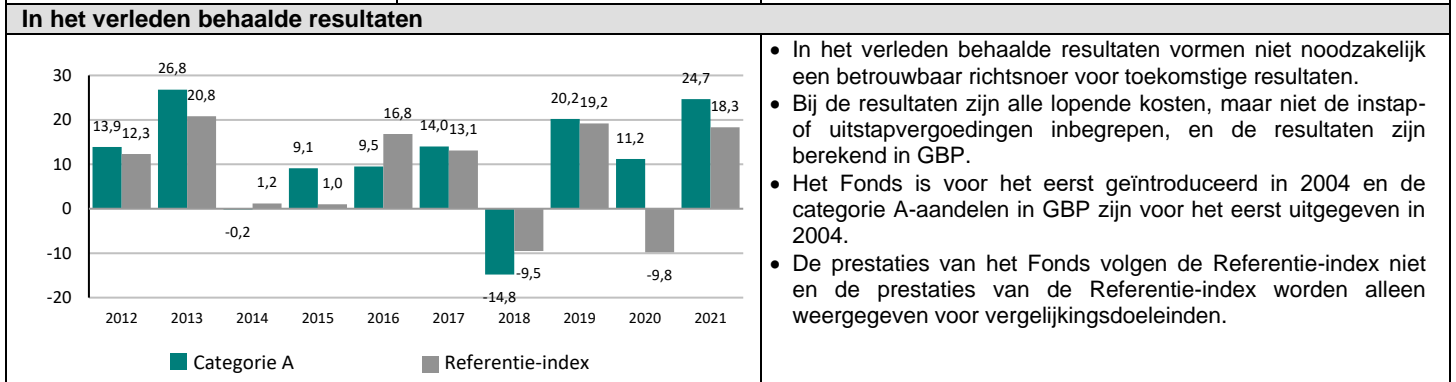 In het verleden behaalde resultaten
30
20
10
0
-10
-20
13,9
12,3
26,8
20,8
-0,2
1,2
9,1
1,0
9,5
16,8
14,0
13,1
-14,8
-9,5
20,2
19,2
11,2
-9,8
24,7
18,3
2012 2013 2014 2015 2016 2017 2018 2019 2020 2021
Categorie A Referentie-index
• In het verleden behaalde resultaten vormen niet noodzakelijk
een betrouwbaar richtsnoer voor toekomstige resultaten.
• Bij de resultaten zijn alle lopende kosten, maar niet de instap-
of uitstapvergoedingen inbegrepen, en de resultaten zijn
berekend in GBP.
• Het Fonds is voor het eerst geïntroduceerd in 2004 en de
categorie A-aandelen in GBP zijn voor het eerst uitgegeven in
2004.
• De prestaties van het Fonds volgen de Referentie-index niet
en de prestaties van de Referentie-index worden alleen
weergegeven voor vergelijkingsdoeleinden.